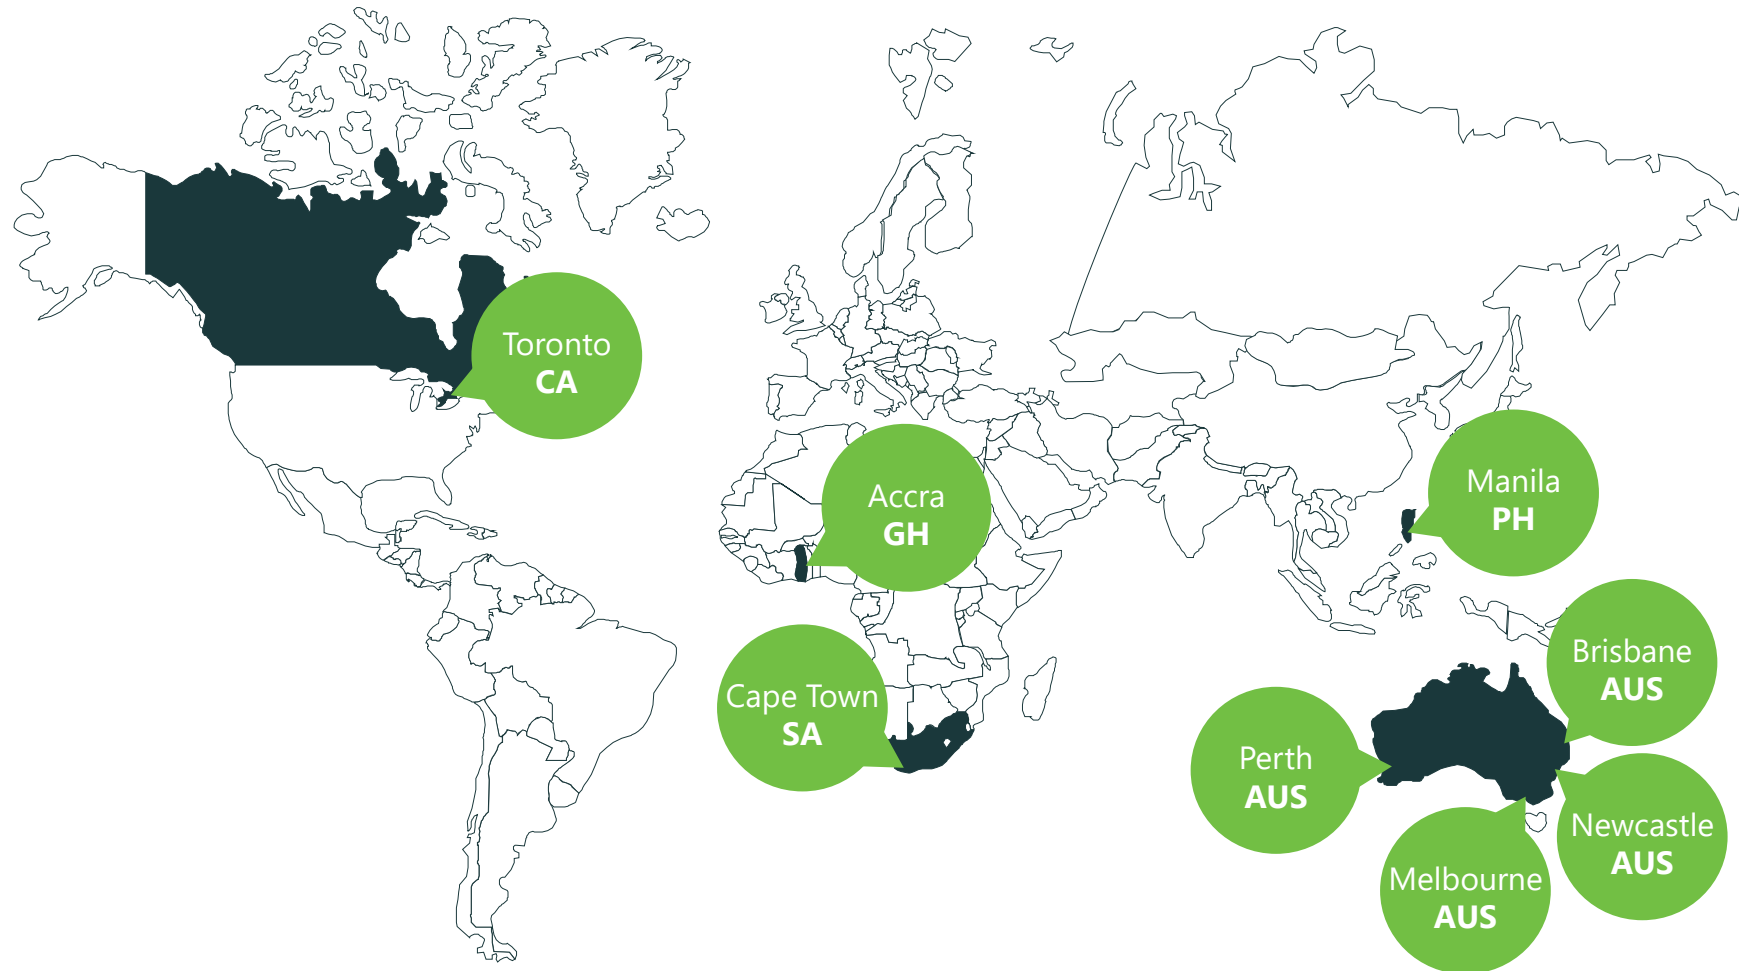 Toronto
CA
Accra
GH
Manila
PH
Cape Town
SA
Brisbane
AUS
Perth
AUS
Newcastle
AUS
Melbourne
AUS